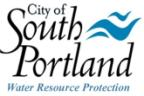 City of
South
Portland
Water Resource Protection